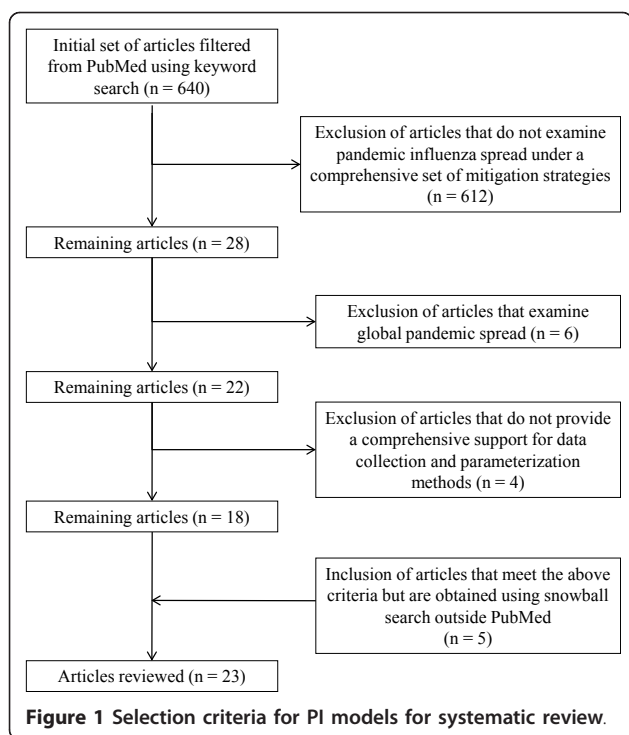 Initial set of articles filtered
from PubMed using keyword
search (n = 640)
Exclusion of articles that do not examine
pandemic influenza spread under a
comprehensive set of mitigation strategies
(n = 612)
Remaining articles (n = 28)
Exclusion of articles that examine
global pandemic spread (n = 6)
Remaining articles (n = 22)
Exclusion of articles that do not provide
a comprehensive support for data
collection and parameterization
methods (n = 4)
Remaining articles (n = 18)
Inclusion of articles that meet the above
criteria but are obtained using snowball
search outside PubMed
(n = 5)
Articles reviewed (n = 23)
Figure 1 Selection criteria for PI models for systematic review.